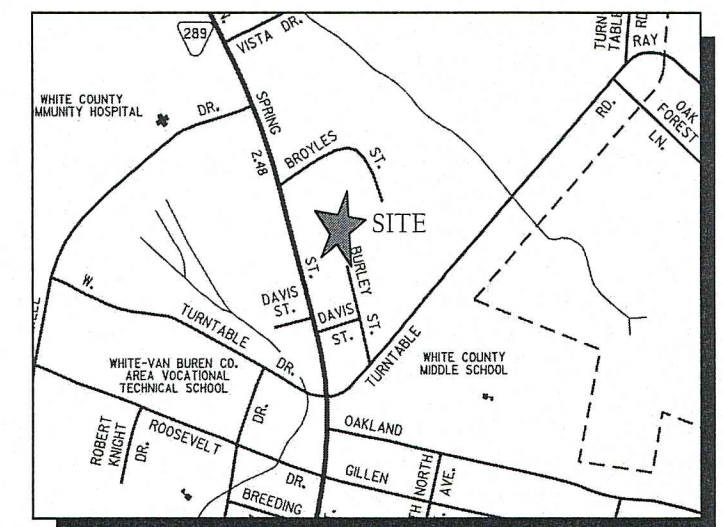 289
VISTA DR.
TURN
TABLE
RD
RAY
WHITE COUNTY
MMUNITY HOSPITAL
DR.
SPRING
2.48
BROYLES
ST.
RD.
OAK
FOREST
LN.
SITE
ST.
BURLEY
ST.
DAVIS
ST.
DAVIS
ST.
W.
TURNTABLE
DR.
TURNTABLE
WHITE COUNTY
MIDDLE SCHOOL
WHITE-VAN BUREN CO.
AREA VOCATIONAL
TECHNICAL SCHOOL
DR.
ROBERT
KNIGHT
DR.
ROOSEVELT
DR.
OAKLAND
GILLEN
NORTH
AVE.
BREEDING